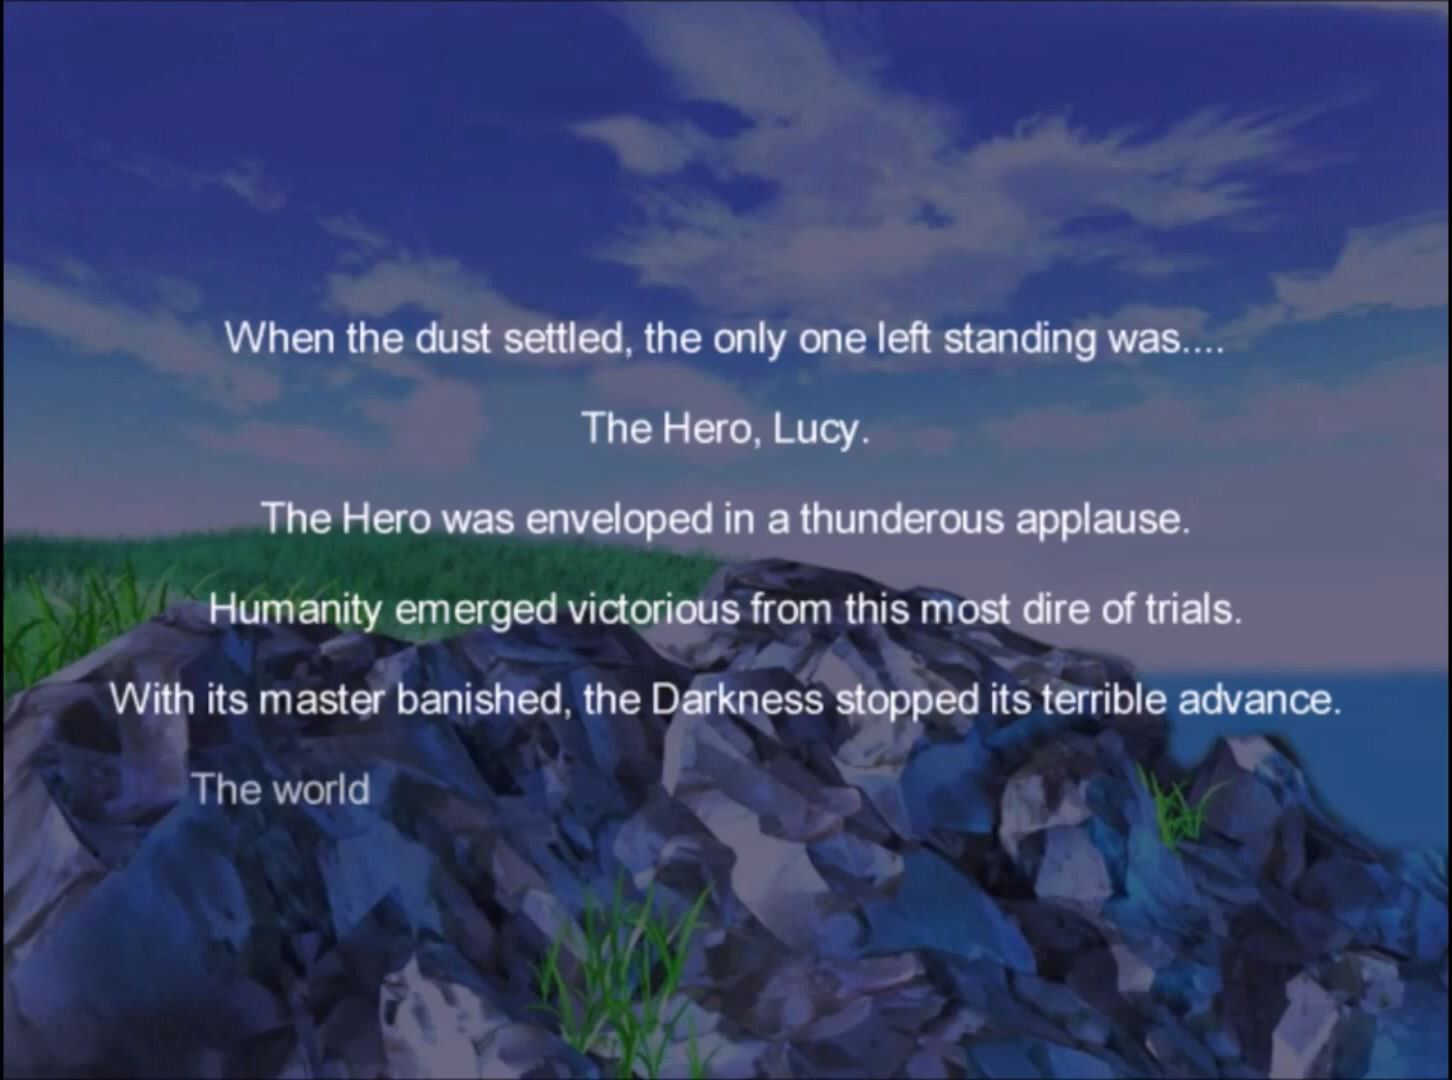 When the dust settled, the only one left standing was....
The Hero, Lucy.
The Hero was enveloped in a thunderous applause.
Humanity emerged victorious from this most dire of trials.
With its master banished, the Darkness stopped its terrible advance.
The world